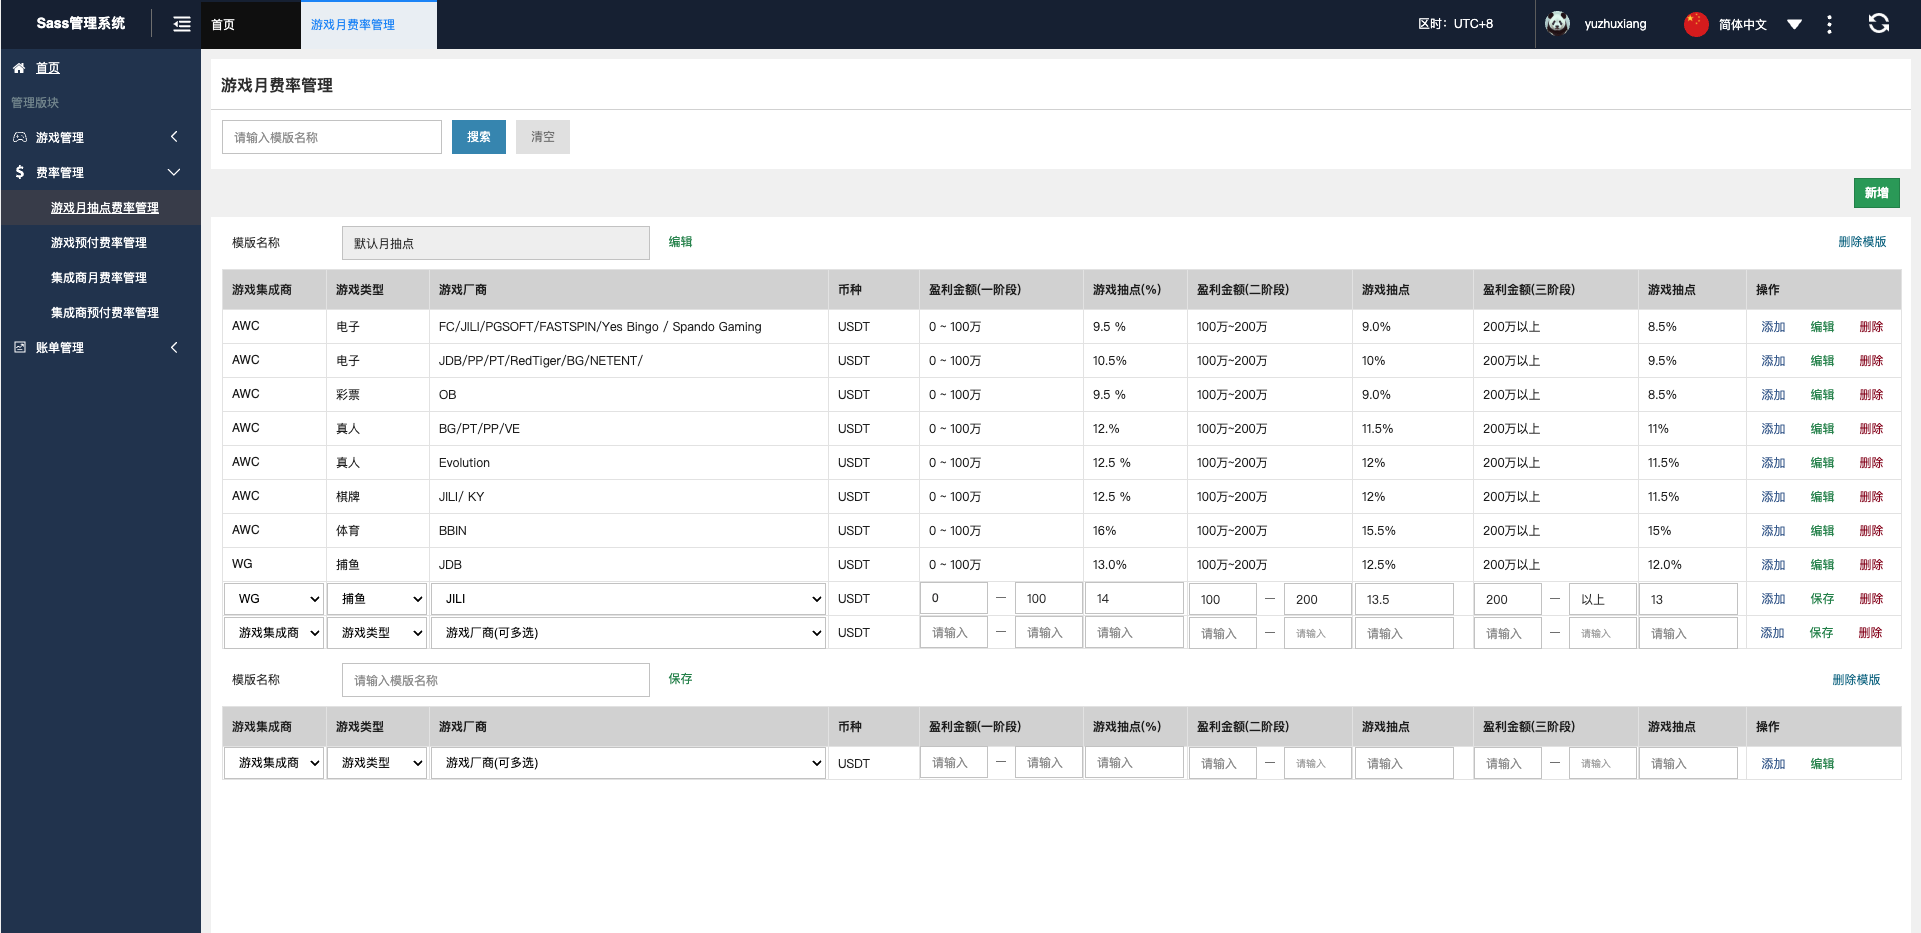 Sass管理系统
首页
游戏月费率管理
区时：UTC+8
yuzhuxiang
简体中文
首页
管理版块
游戏管理
费率管理
游戏月抽点费率管理
游戏预付费率管理
集成商月费率管理
集成商预付费率管理
账单管理
游戏月费率管理
请输入模版名称 搜索 清空
新增
模版名称 默认月抽点 编辑 删除模版
游戏集成商 游戏类型 游戏厂商 币种 盈利金额(一阶段) 游戏抽点(%) 盈利金额(二阶段) 游戏抽点 盈利金额(三阶段) 游戏抽点 操作
AWC 电子 FC/JILI/PGSOFT/FASTSPIN/Yes Bingo / Spando Gaming USDT 0 ~ 100万 9.5 % 100万~200万 9.0% 200万以上 8.5% 添加 编辑 删除
AWC 电子 JDB/PP/PT/RedTiger/BG/NETENT/ USDT 0 ~ 100万 10.5% 100万~200万 10% 200万以上 9.5% 添加 编辑 删除
AWC 彩票 OB USDT 0 ~ 100万 9.5 % 100万~200万 9.0% 200万以上 8.5% 添加 编辑 删除
AWC 真人 BG/PT/PP/VE USDT 0 ~ 100万 12.% 100万~200万 11.5% 200万以上 11% 添加 编辑 删除
AWC 真人 Evolution USDT 0 ~ 100万 12.5 % 100万~200万 12% 200万以上 11.5% 添加 编辑 删除
AWC 棋牌 JILI/ KY USDT 0 ~ 100万 12.5 % 100万~200万 12% 200万以上 11.5% 添加 编辑 删除
AWC 体育 BBIN USDT 0 ~ 100万 16% 100万~200万 15.5% 200万以上 15% 添加 编辑 删除
WG 捕鱼 JDB USDT 0 ~ 100万 13.0% 100万~200万 12.5% 200万以上 12.0% 添加 编辑 删除
WG 捕鱼 JILI USDT 0 — 100 14 100 — 200 13.5 200 — 以上 13 添加 保存 删除
游戏集成商 游戏类型 游戏厂商(可多选) USDT 请输入 — 请输入 请输入 请输入 — 请输入 请输入 请输入 — 请输入 请输入 添加 保存 删除
模版名称 请输入模版名称 保存 删除模版
游戏集成商 游戏类型 游戏厂商 币种 盈利金额(一阶段) 游戏抽点(%) 盈利金额(二阶段) 游戏抽点 盈利金额(三阶段) 游戏抽点 操作
游戏集成商 游戏类型 游戏厂商(可多选) USDT 请输入 — 请输入 请输入 请输入 — 请输入 请输入 请输入 — 请输入 请输入 添加 编辑